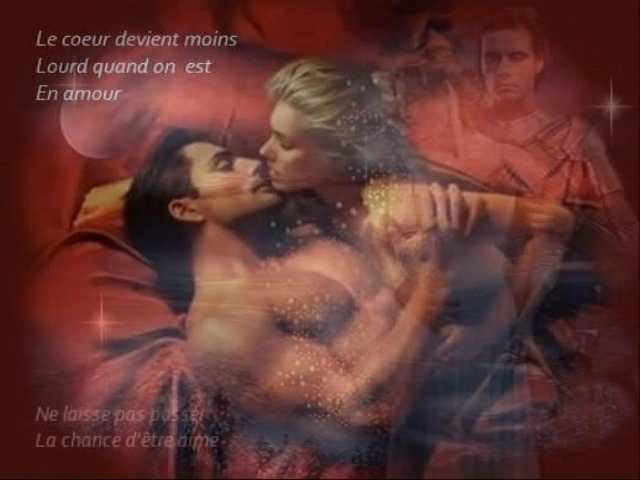 Le coeur devient moins
Lourd quand on est
En amour
Ne laisse pas passer
La chance d'être aimé